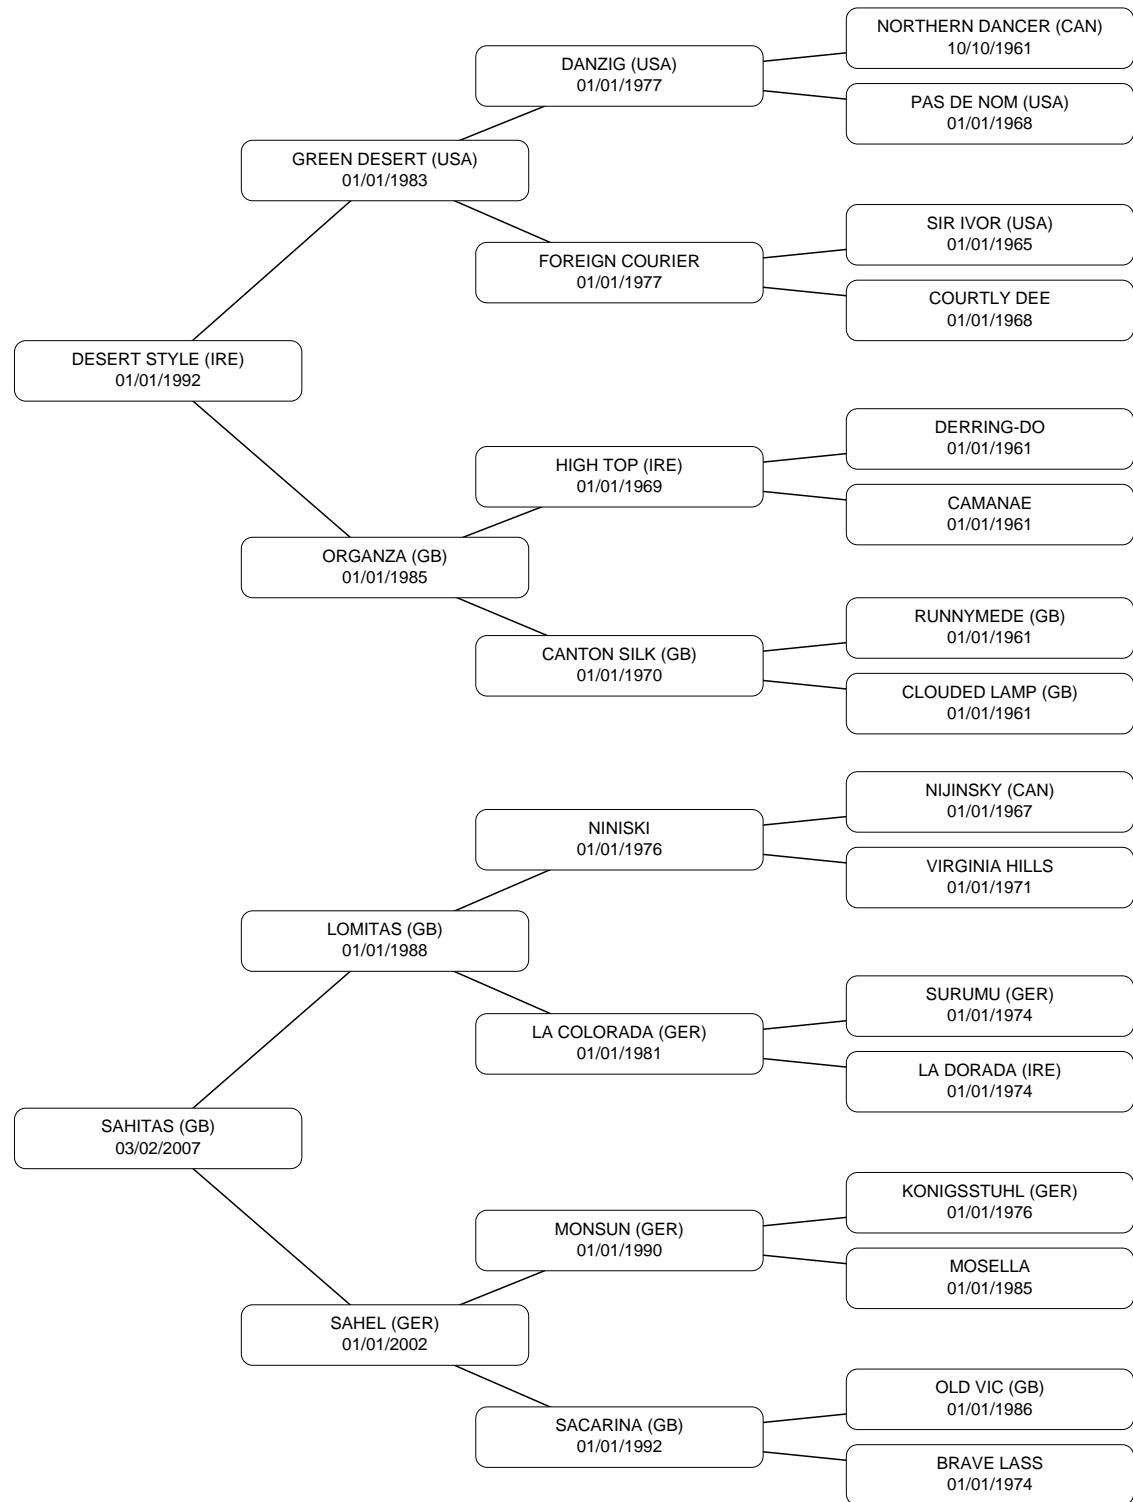 NORTHERN DANCER (CAN)
10/10/1961
DANZIG (USA)
01/01/1977
PAS DE NOM (USA)
01/01/1968
GREEN DESERT (USA)
01/01/1983
SIR IVOR (USA)
01/01/1965
FOREIGN COURIER
01/01/1977
COURTLY DEE
01/01/1968
DESERT STYLE (IRE)
01/01/1992
DERRING-DO
01/01/1961
HIGH TOP (IRE)
01/01/1969
CAMANAE
01/01/1961
ORGANZA (GB)
01/01/1985
RUNNYMEDE (GB)
01/01/1961
CANTON SILK (GB)
01/01/1970
CLOUDED LAMP (GB)
01/01/1961
NIJINSKY (CAN)
01/01/1967
NINISKI
01/01/1976
VIRGINIA HILLS
01/01/1971
LOMITAS (GB)
01/01/1988
SURUMU (GER)
01/01/1974
LA COLORADA (GER)
01/01/1981
LA DORADA (IRE)
01/01/1974
SAHITAS (GB)
03/02/2007
KONIGSSTUHL (GER)
01/01/1976
MONSUN (GER)
01/01/1990
MOSELLA
01/01/1985
SAHEL (GER)
01/01/2002
OLD VIC (GB)
01/01/1986
SACARINA (GB)
01/01/1992
BRAVE LASS
01/01/1974